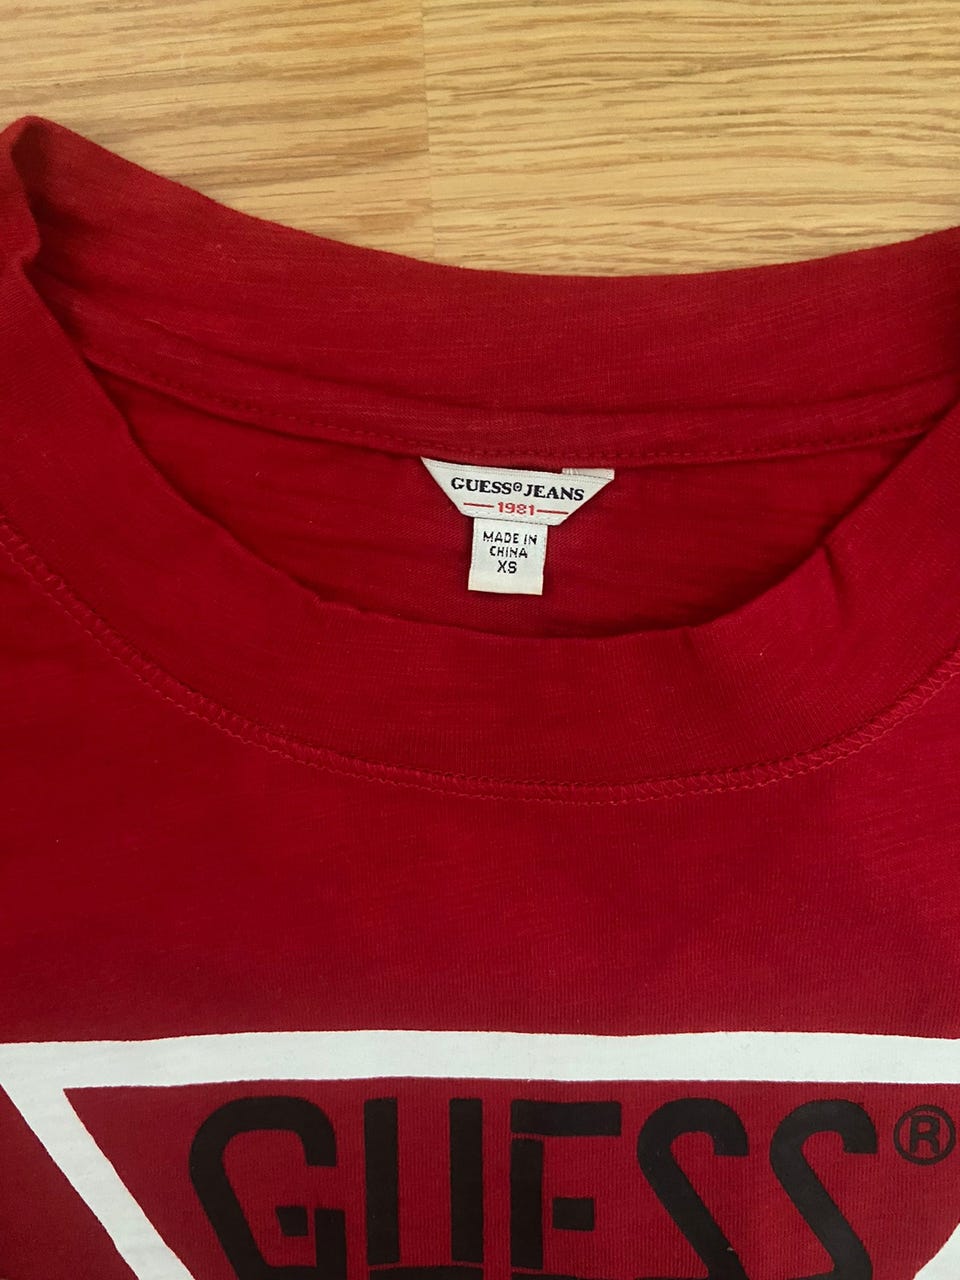 GUESS® JEANS
1981
MADE IN
CHINA
XS
GUESS®